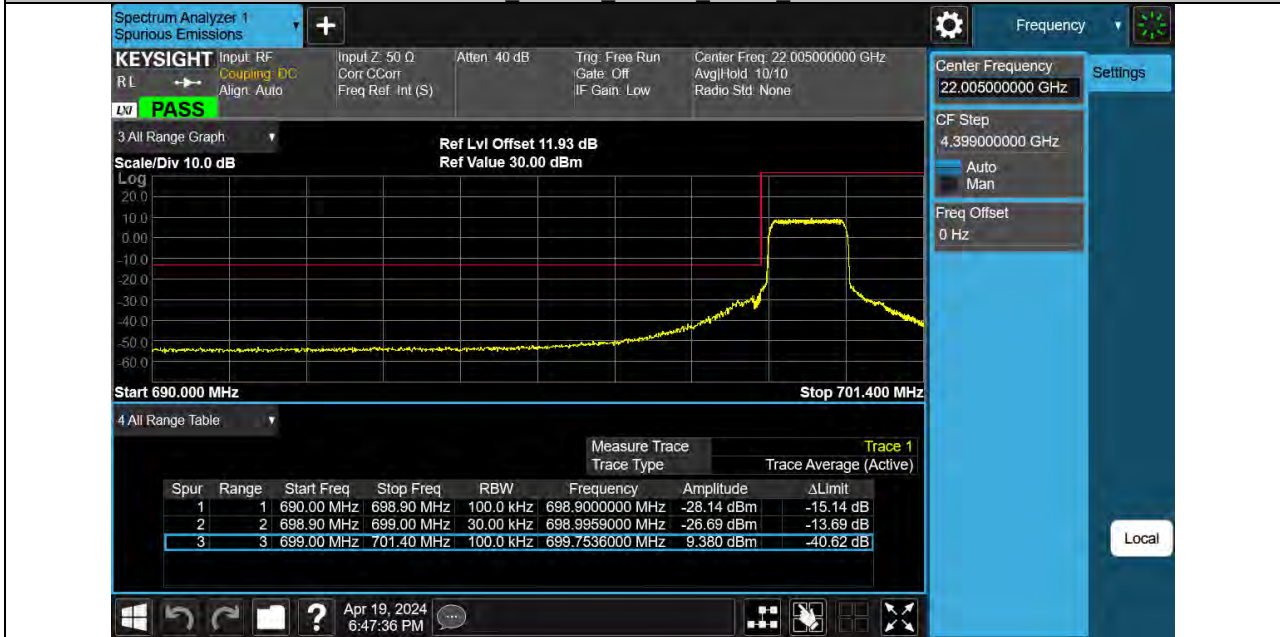 Spectrum Analyzer 1
Spurious Emissions
Frequency
KEYSIGHT
RL
LXI PASS
Input: RF
Coupling: DC
Align: Auto
Input Z: 50 Ω
Corr CCorr
Freq Ref: Int (S)
Atten: 40 dB
Trig: Free Run
Gate: Off
IF Gain: Low
Center Freq: 22.005000000 GHz
Avg|Hold: 10/10
Radio Std: None
Center Frequency
22.005000000 GHz
Settings
CF Step
4.399000000 GHz
Auto
Man
Freq Offset
0 Hz
3 All Range Graph
Ref Lvl Offset 11.93 dB
Scale/Div 10.0 dB
Ref Value 30.00 dBm
Log
20.0
10.0
0.00
-10.0
-20.0
-30.0
-40.0
-50.0
-60.0
Start 690.000 MHz
Stop 701.400 MHz
4 All Range Table
Measure Trace Trace 1
Trace Type Trace Average (Active)
Spur Range Start Freq Stop Freq RBW Frequency Amplitude ΔLimit
1 1 690.00 MHz 698.90 MHz 100.0 kHz 698.9000000 MHz -28.14 dBm -15.14 dB
2 2 698.90 MHz 699.00 MHz 30.00 kHz 698.9959000 MHz -26.69 dBm -13.69 dB
3 3 699.00 MHz 701.40 MHz 100.0 kHz 699.7536000 MHz 9.380 dBm -40.62 dB
Local
Apr 19, 2024
6:47:36 PM